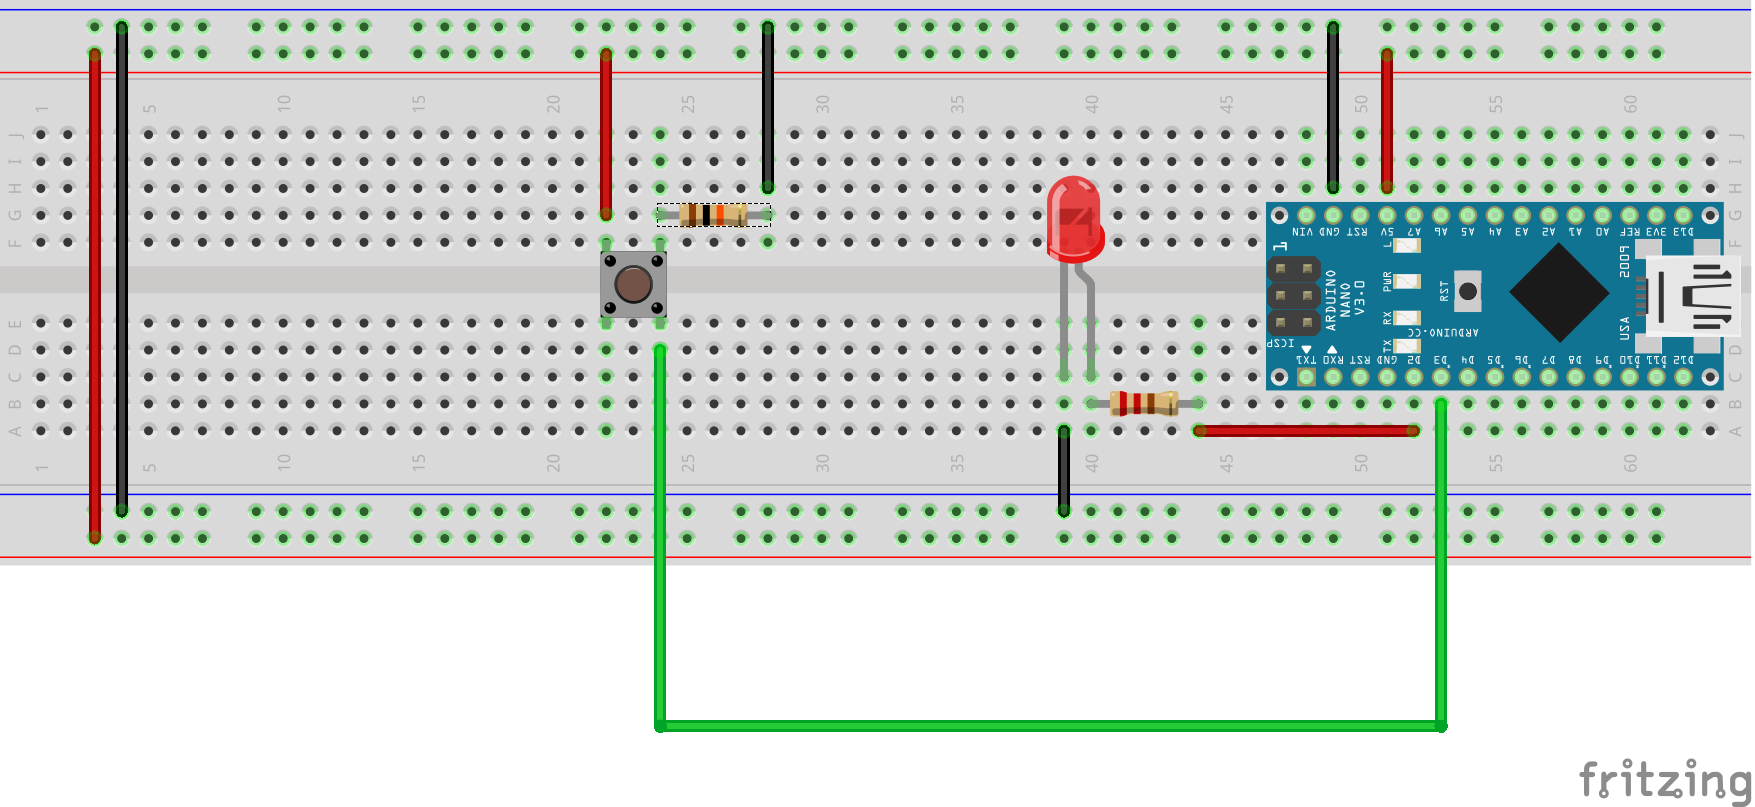 1 5 10 15 20 25 30 35 40 45 50 55 60
J J
I I
H H
G G
F F
VIN GND RST 5V A7 A6 A5 A4 A3 A2 A1 A0 REF 3V3 D13
L
PWR
RX
TX
ICSP
ARDUINO
NANO
V3.0
RST
ARDUINO.CC
2009
USA
TX1 RX0 RST GND D2 D3 D4 D5 D6 D7 D8 D9 D10 D11 D12
E
D D
C C
B B
A A
1 5 10 15 20 25 30 35 40 45 50 55 60
fritzing